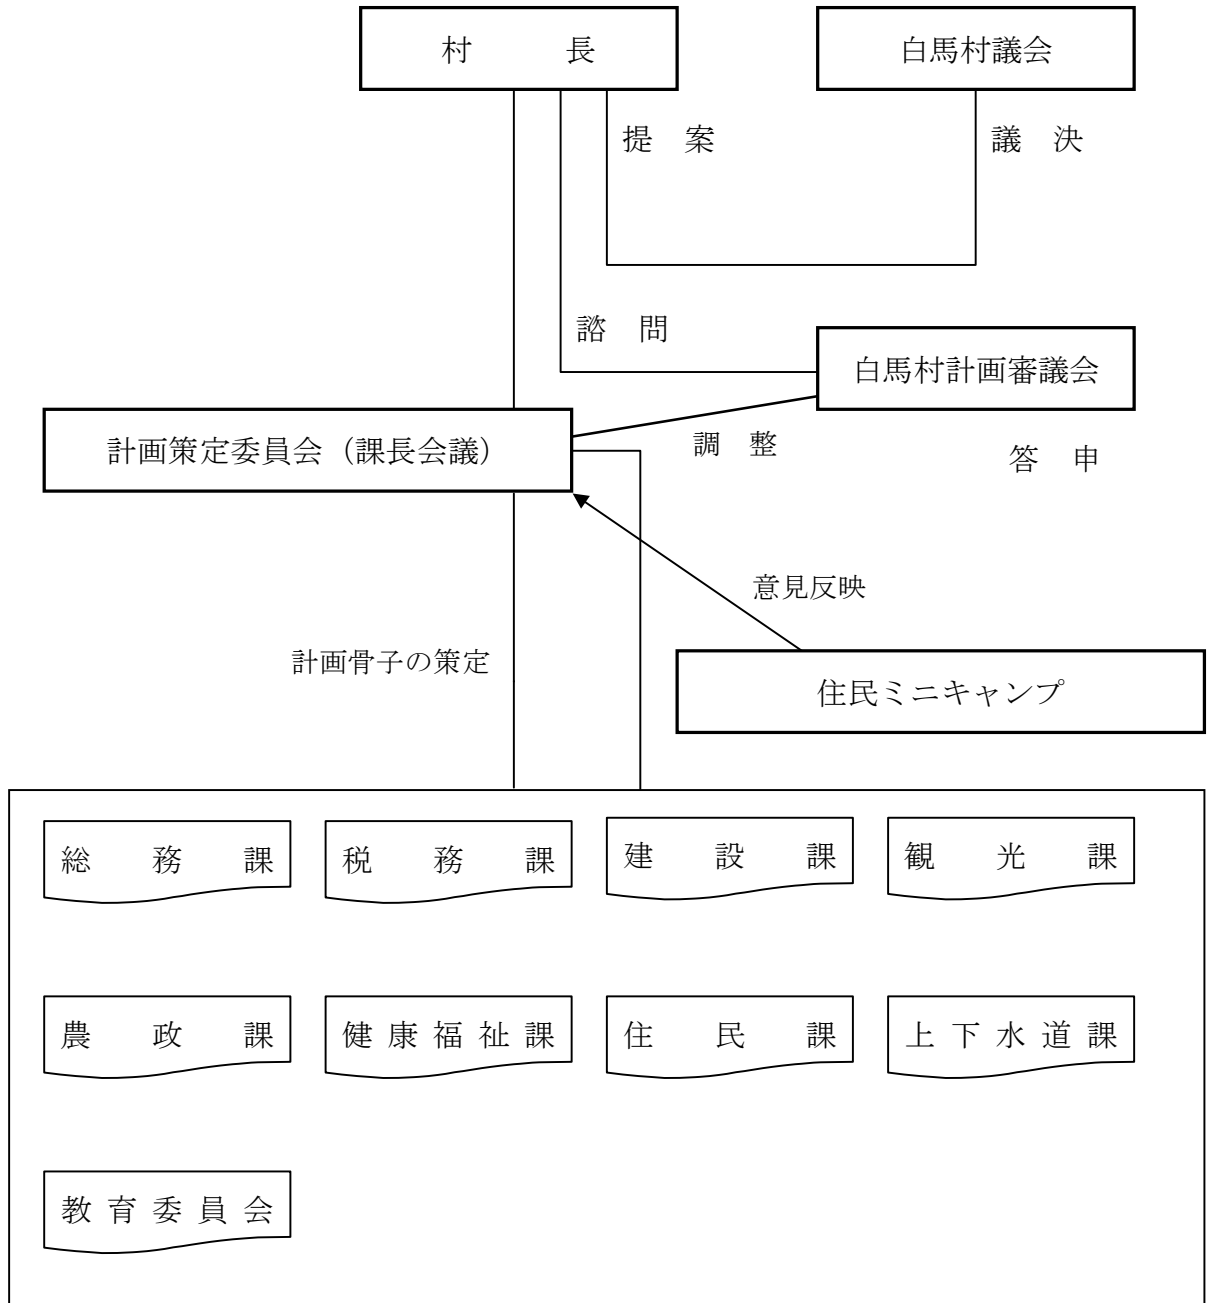 村　長
白馬村議会
提　案
議　決
諮　問
白馬村計画審議会
計画策定委員会（課長会議）
調　整
答　申
意見反映
計画骨子の策定
住民ミニキャンプ
総　務　課
税　務　課
建　設　課
観　光　課
農　政　課
健康福祉課
住　民　課
上下水道課
教育委員会